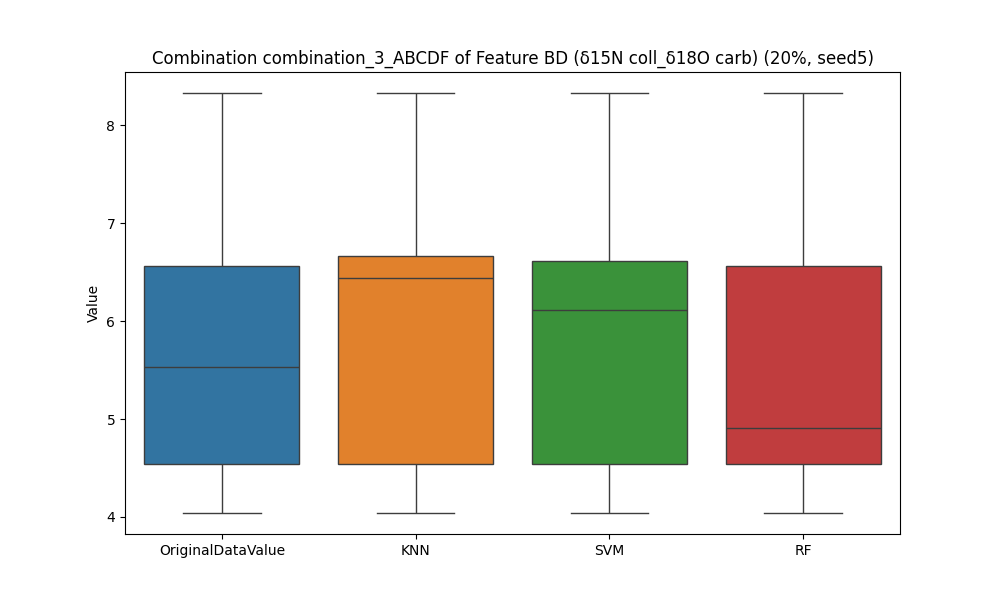 Combination combination_3_ABCDF of Feature BD (δ15N coll_δ18O carb) (20%, seed5)
8
7
6
5
4
Value
OriginalDataValue KNN SVM RF